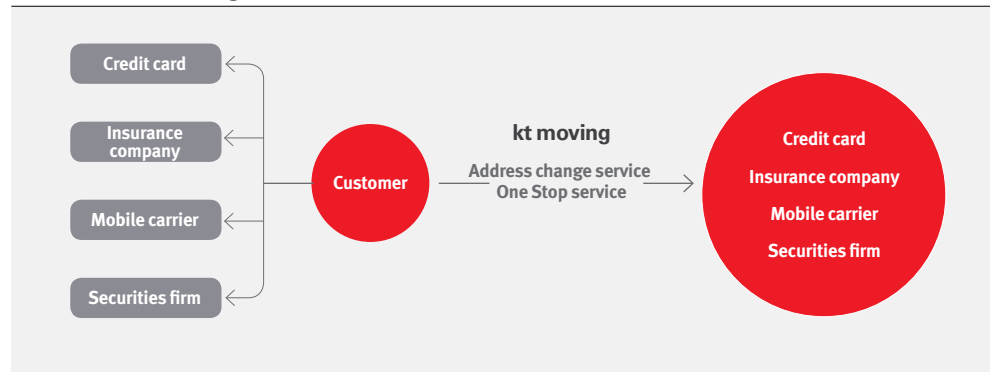 Credit card
Insurance
company
Mobile carrier
Securities firm
Customer
kt moving
Address change service
One Stop service
Credit card
Insurance company
Mobile carrier
Securities firm